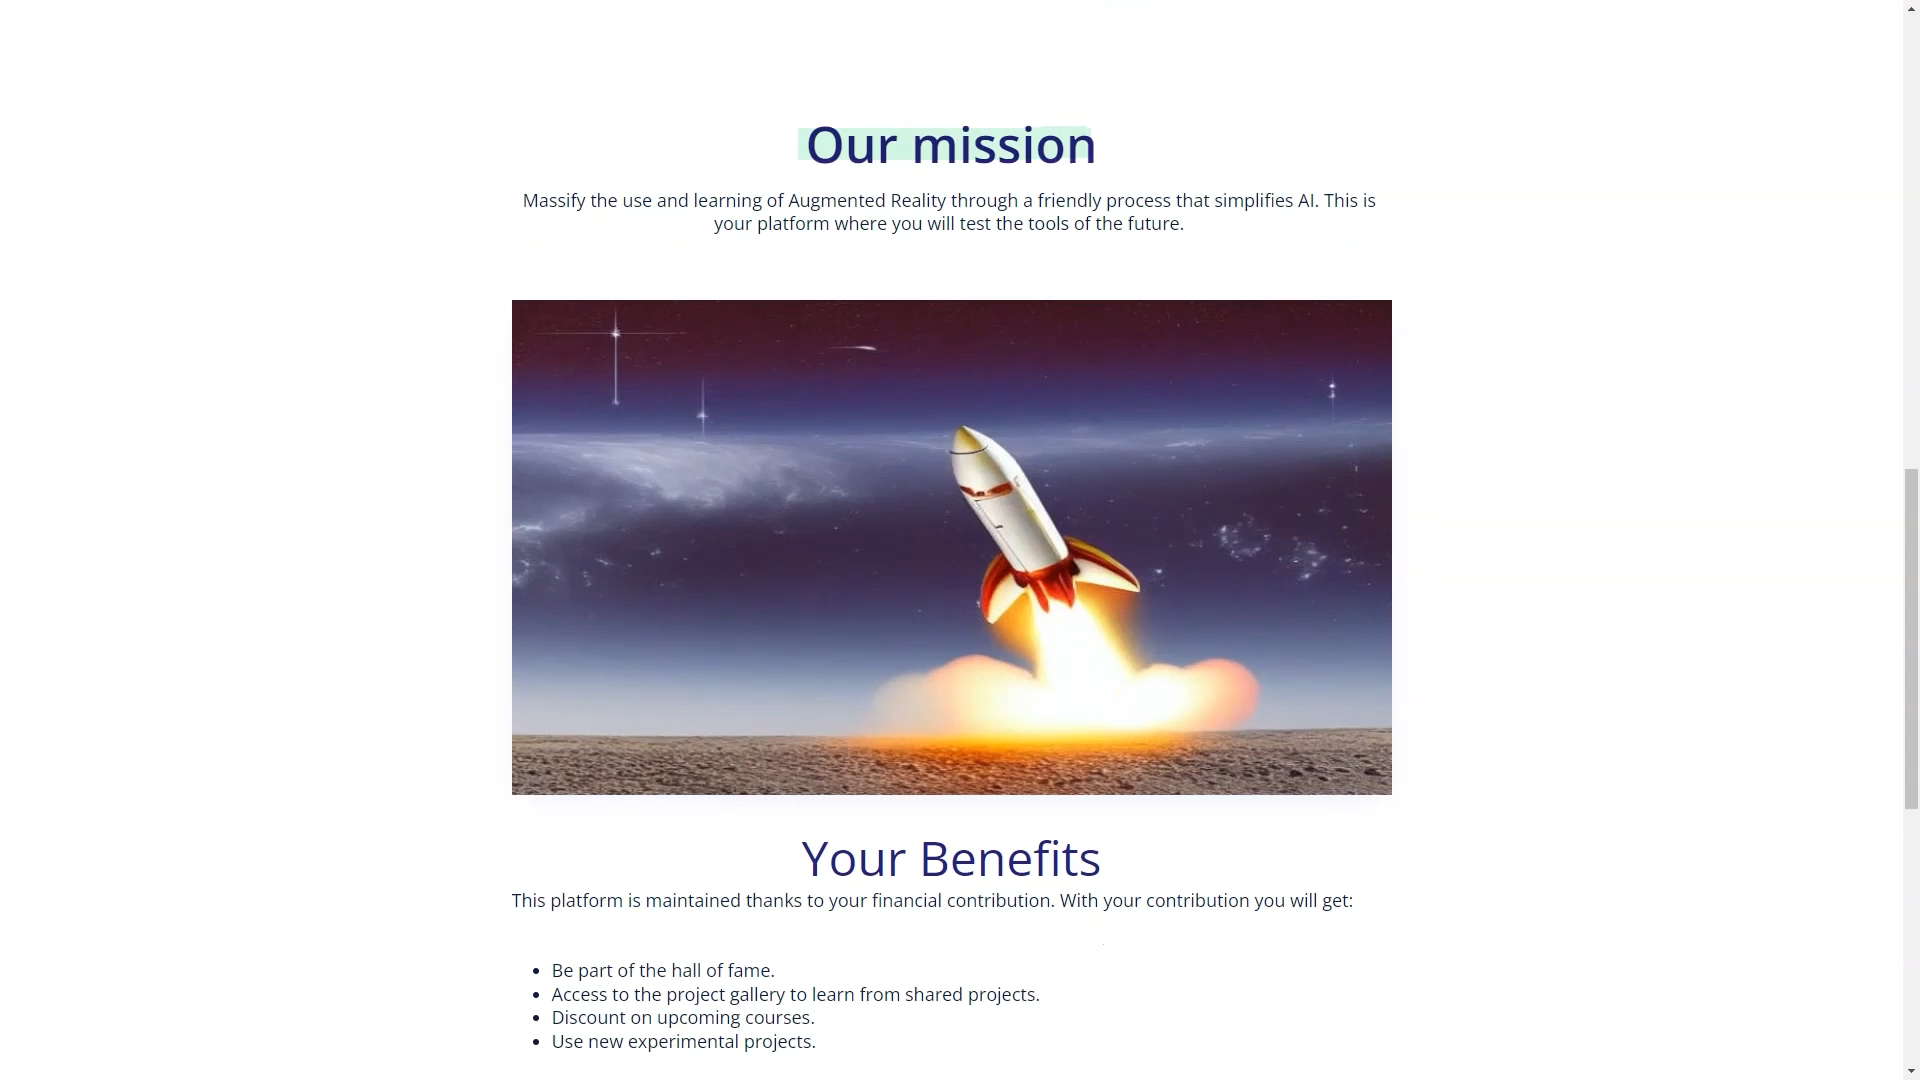 Our mission
Massify the use and learning of Augmented Reality through a friendly process that simplifies AI. This is
your platform where you will test the tools of the future.
Your Benefits
This platform is maintained thanks to your financial contribution. With your contribution you will get:
• Be part of the hall of fame.
• Access to the project gallery to learn from shared projects.
• Discount on upcoming courses.
• Use new experimental projects.